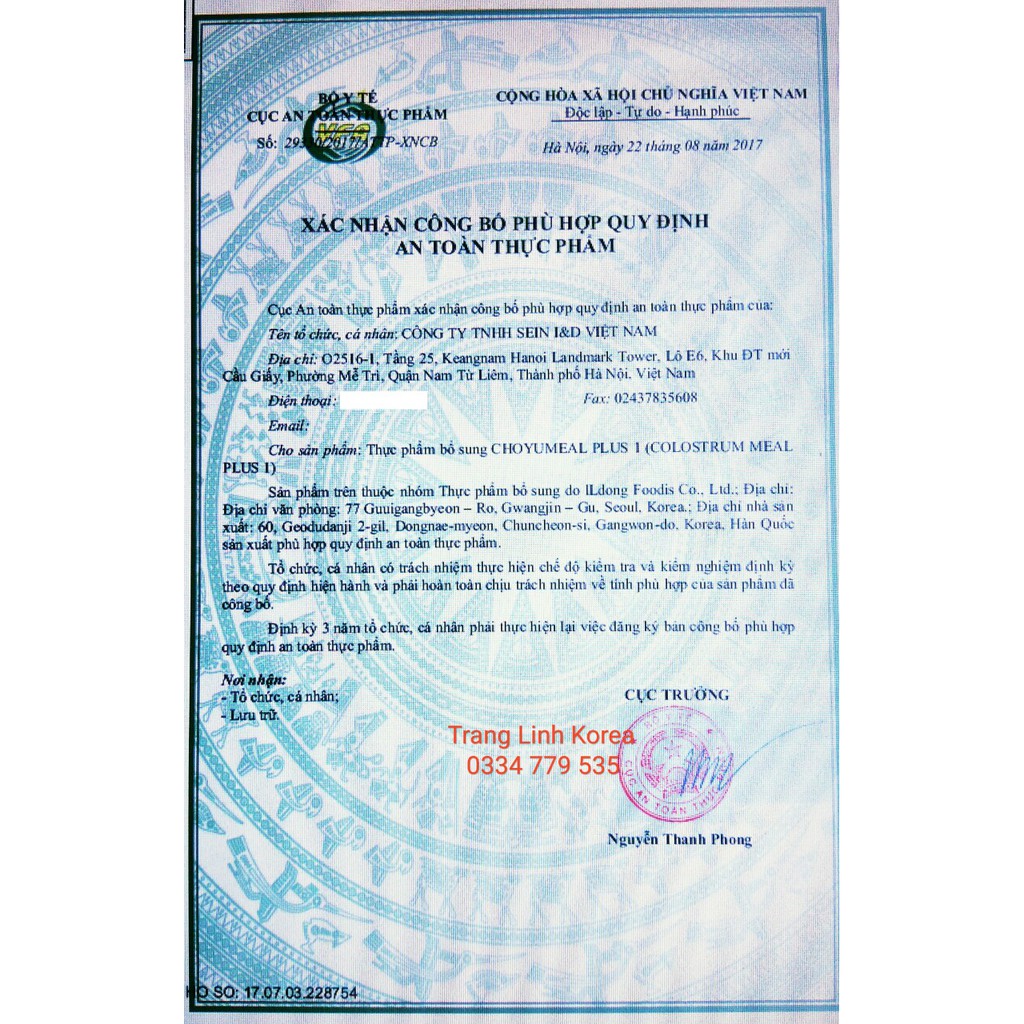 BỘ Y TẾ
CỤC AN TOÀN THỰC PHẨM
VFA
Số: /2017/ATTP-XNCB
CỘNG HÒA XÃ HỘI CHỦ NGHĨA VIỆT NAM
Độc lập - Tự do - Hạnh phúc
Hà Nội, ngày 22 tháng 08 năm 2017
XÁC NHẬN CÔNG BỐ PHÙ HỢP QUY ĐỊNH
AN TOÀN THỰC PHẨM
Cục An toàn thực phẩm xác nhận công bố phù hợp quy định an toàn thực phẩm của:
Tên tổ chức, cá nhân: CÔNG TY TNHH SEIN I&D VIỆT NAM
Địa chỉ: O2516-1, Tầng 25, Keangnam Hanoi Landmark Tower, Lô E6, Khu ĐT mới
Cầu Giấy, Phường Mễ Trì, Quận Nam Từ Liêm, Thành phố Hà Nội, Việt Nam
Điện thoại: Fax: 02437835608
Email:
Cho sản phẩm: Thực phẩm bổ sung CHOYUMEAL PLUS 1 (COLOSTRUM MEAL
PLUS 1)
Sản phẩm trên thuộc nhóm Thực phẩm bổ sung do ILdong Foodis Co., Ltd.; Địa chỉ:
Địa chỉ văn phòng: 77 Guuigangbyeon – Ro, Gwangjin – Gu, Seoul, Korea.; Địa chỉ nhà sản
xuất: 60, Geodudanji 2-gil, Dongnae-myeon, Chuncheon-si, Gangwon-do, Korea, Hàn Quốc
sản xuất phù hợp quy định an toàn thực phẩm.
Tổ chức, cá nhân có trách nhiệm thực hiện chế độ kiểm tra và kiểm nghiệm định kỳ
theo quy định hiện hành và phải hoàn toàn chịu trách nhiệm về tính phù hợp của sản phẩm đã
công bố.
Định kỳ 3 năm tổ chức, cá nhân phải thực hiện lại việc đăng ký bản công bố phù hợp
quy định an toàn thực phẩm.
Nơi nhận:
- Tổ chức, cá nhân;
- Lưu trữ.
CỤC TRƯỞNG
Trang Linh Korea
0334 779 535
BỘ Y TẾ
CỤC AN TOÀN THỰC
Nguyễn Thanh Phong
HỒ SƠ: 17.07.03.228754